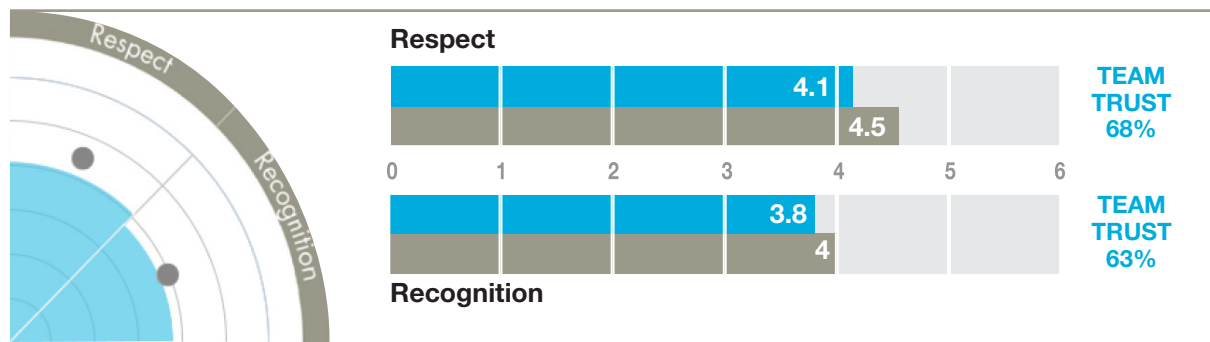 Respect
Recognition
Respect
4.1
4.5
TEAM
TRUST
68%
0 1 2 3 4 5 6
3.8
4
TEAM
TRUST
63%
Recognition